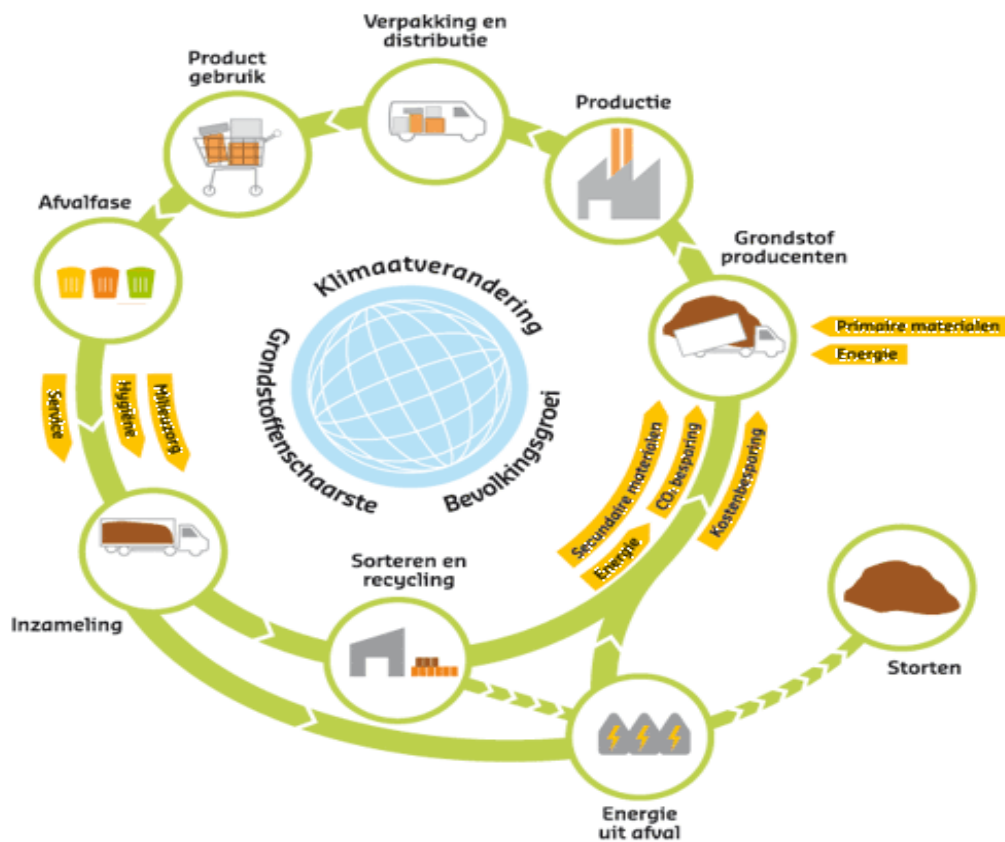 Verpakking en
distributie
Product
gebruik
Productie
Afvalfase
Grondstof
producenten
Klimaatverandering
Grondstoffenschaarste
Bevolkingsgroei
Primaire materialen
Energie
Service
Hygiëne
Milieuzorg
Secundaire materialen
Energie
CO₂ besparing
Kostenbesparing
Sorteren en
recycling
Inzameling
Storten
Energie
uit afval